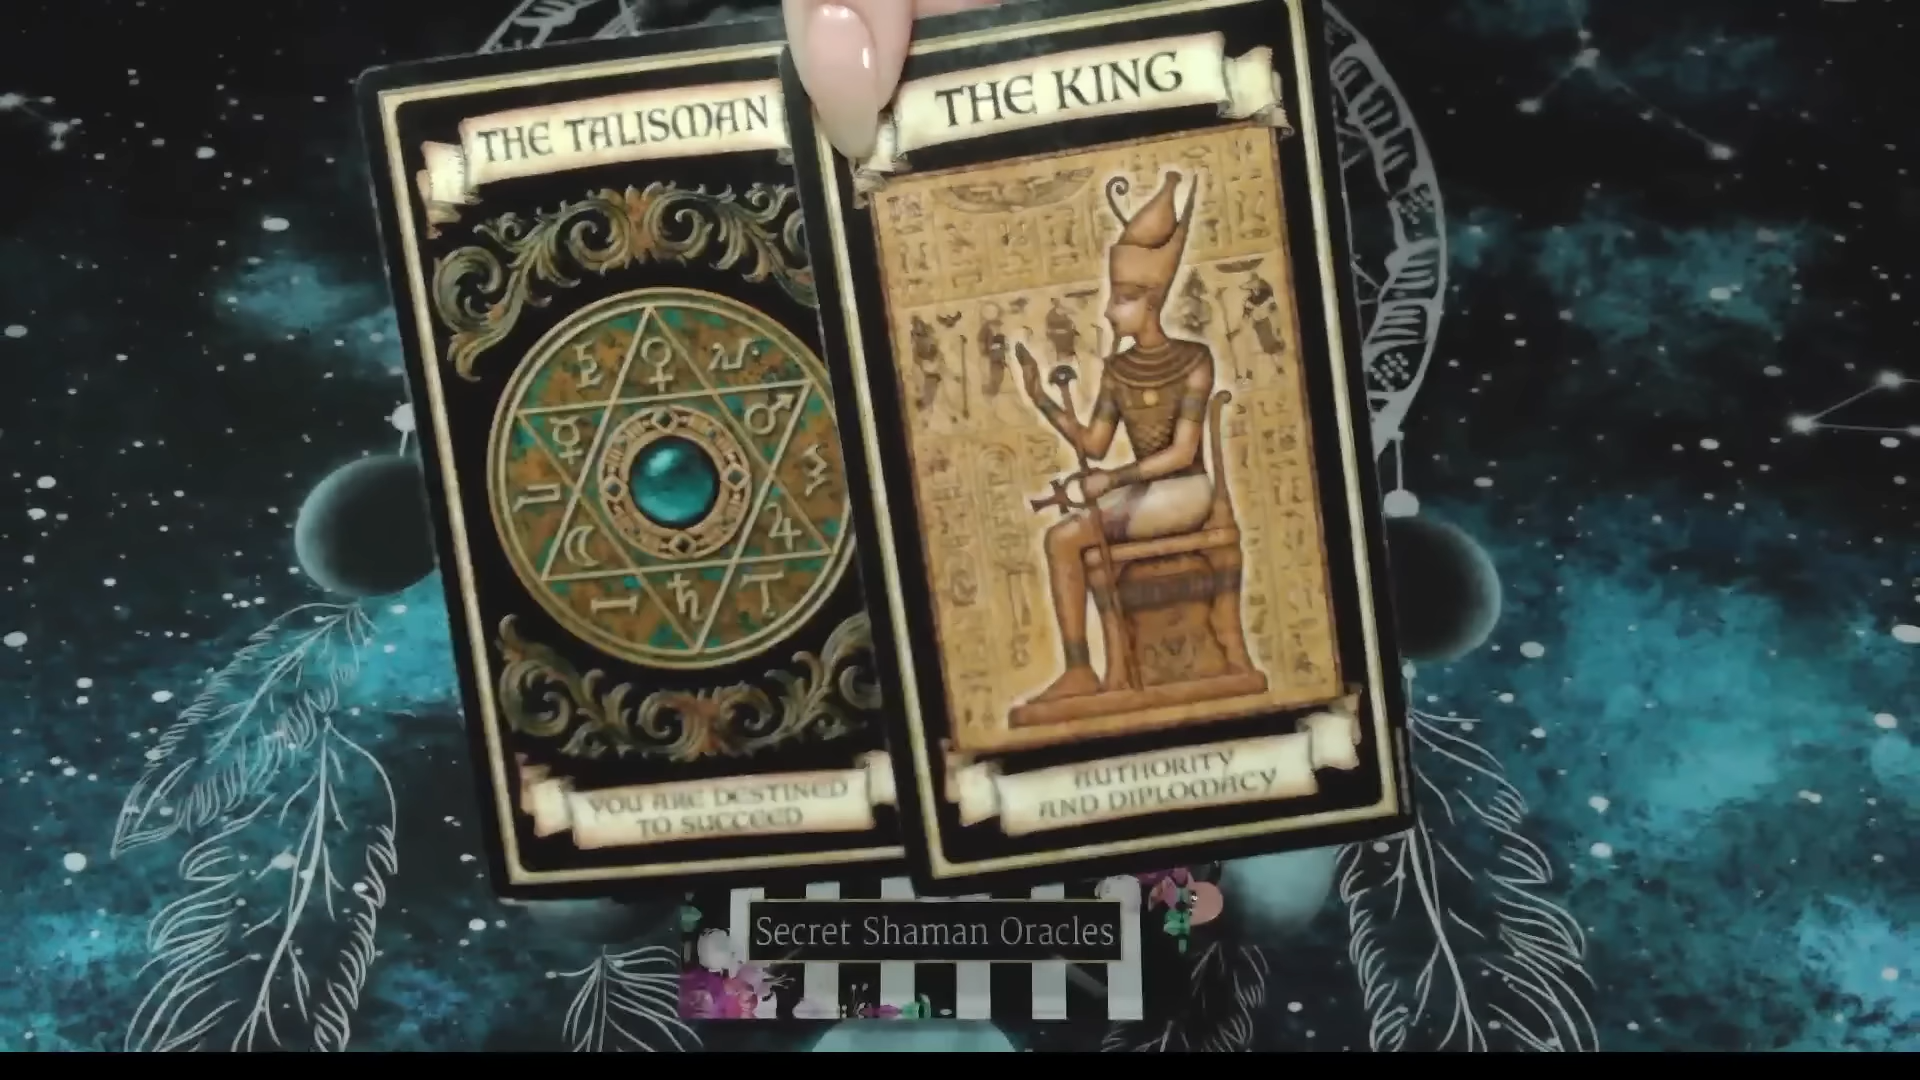 THE TALISMAN
THE KING
YOU ARE DESTINED
TO SUCCEED
AUTHORITY
AND DIPLOMACY
Secret Shaman Oracles